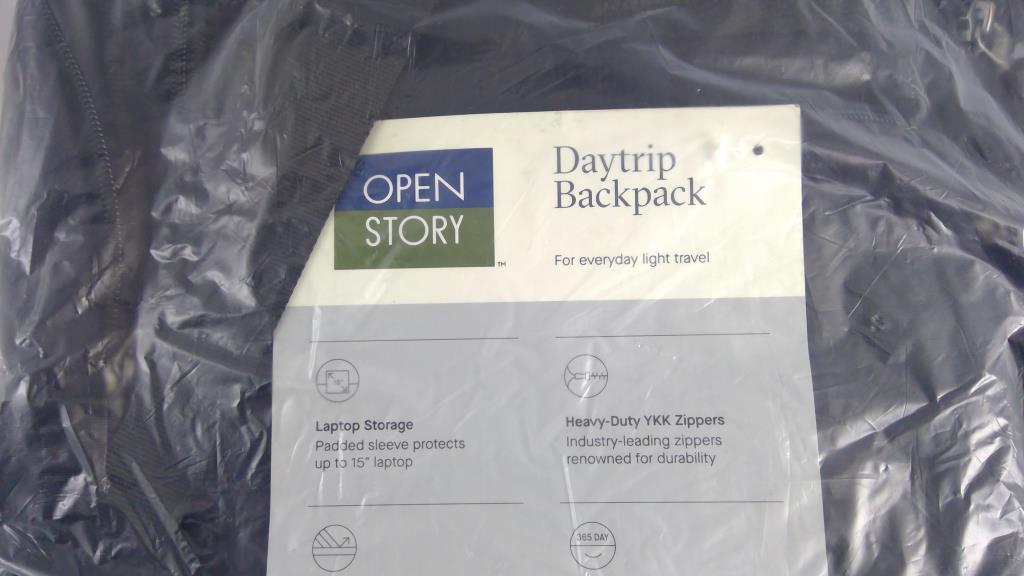 OPEN
STORY
™
Daytrip
Backpack
For everyday light travel
Laptop Storage
Padded sleeve protects
up to 15" laptop
Heavy-Duty YKK Zippers
Industry-leading zippers
renowned for durability
365 DAY